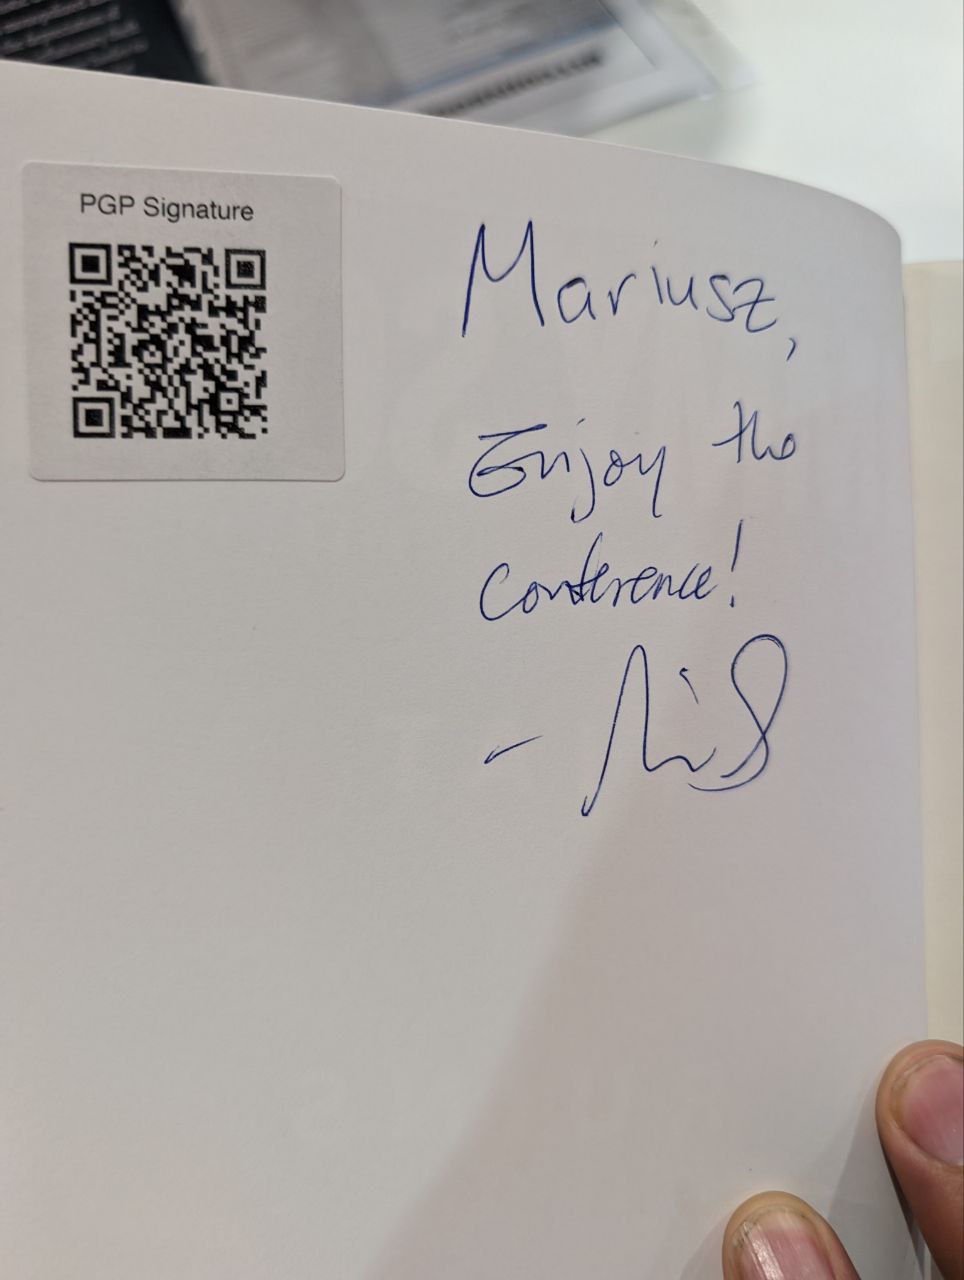 PGP Signature
Mariusz,
Enjoy the
conference!